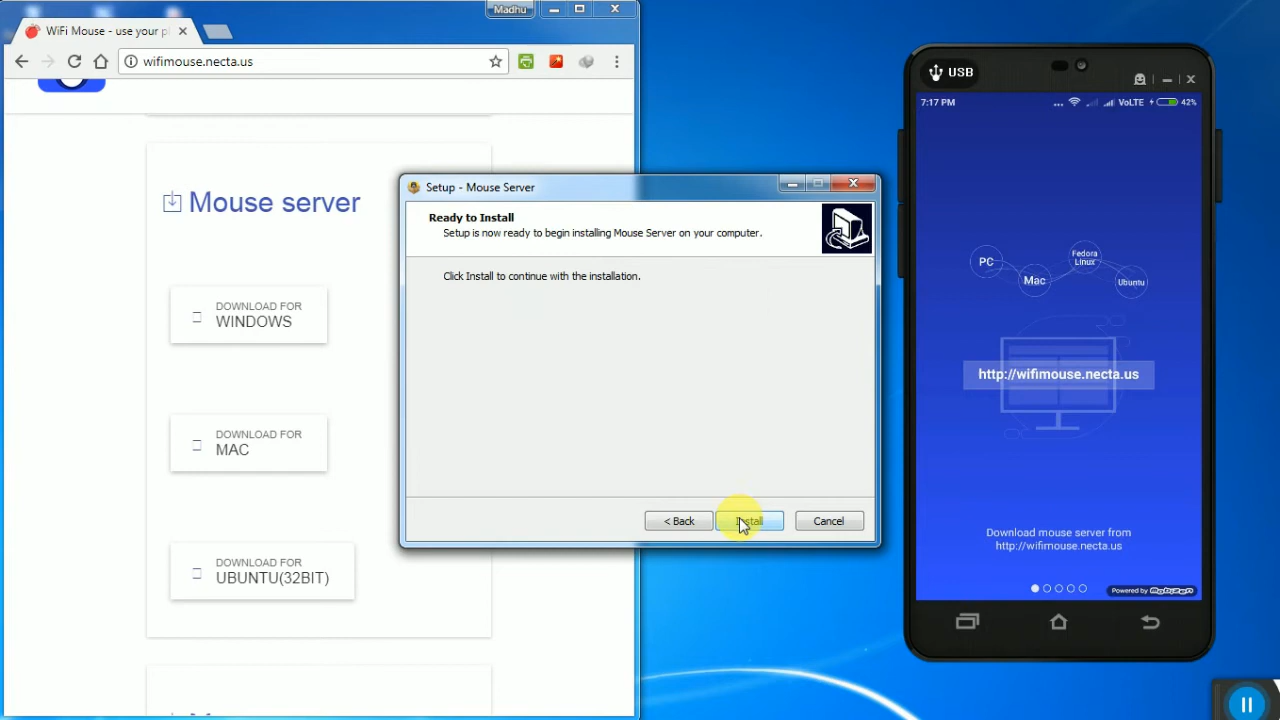 Madhu
WiFi Mouse - use your p
wifimouse.necta.us
Mouse server
DOWNLOAD FOR
WINDOWS
DOWNLOAD FOR
MAC
DOWNLOAD FOR
UBUNTU(32BIT)
Setup - Mouse Server
Ready to Install
Setup is now ready to begin installing Mouse Server on your computer.
Click Install to continue with the installation.
< Back
Install
Cancel
USB
7:17 PM
... VoLTE 42%
PC
Mac
Fedora
Linux
Ubuntu
http://wifimouse.necta.us
Download mouse server from
http://wifimouse.necta.us
Powered by Mobizen